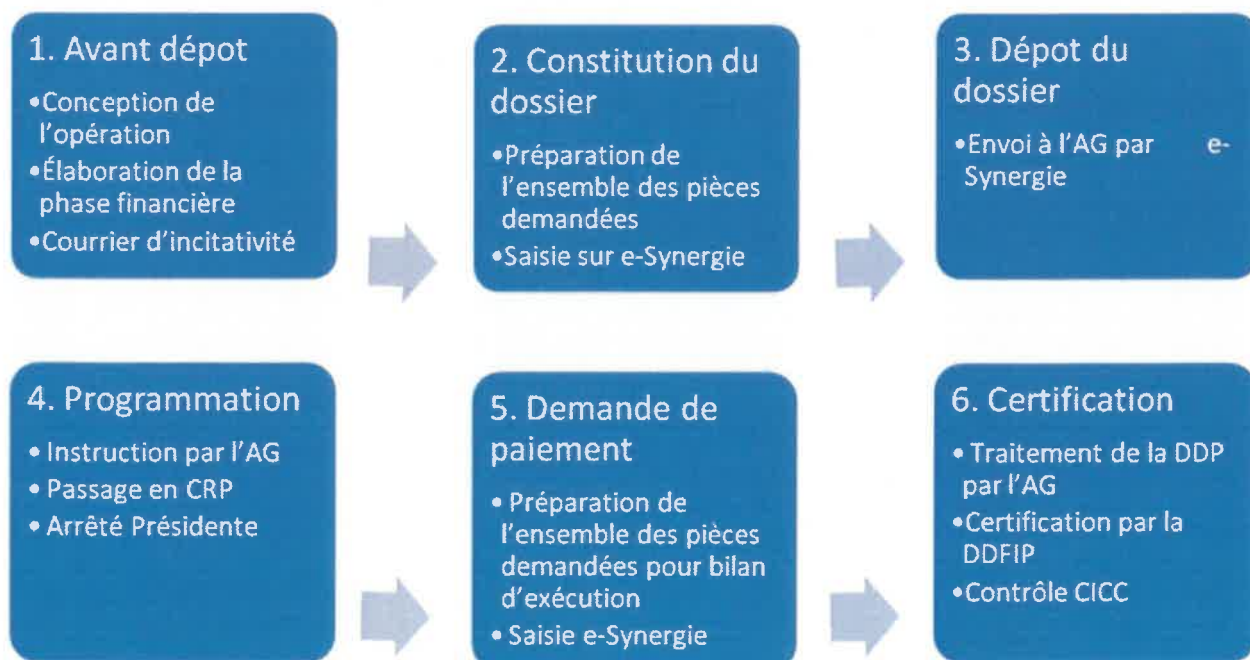 1. Avant dépot
•Conception de
l'opération
•Élaboration de la
phase financière
•Courrier d'incitativité
2. Constitution du
dossier
•Préparation de
l'ensemble des pièces
demandées
•Saisie sur e-Synergie
3. Dépot du
dossier
•Envoi à l'AG par e-
Synergie
4. Programmation
• Instruction par l'AG
• Passage en CRP
• Arrêté Présidente
5. Demande de
paiement
• Préparation de
l'ensemble des pièces
demandées pour bilan
d'exécution
• Saisie e-Synergie
6. Certification
• Traitement de la DDP
par l'AG
•Certification par la
DDFIP
•Contrôle CICC